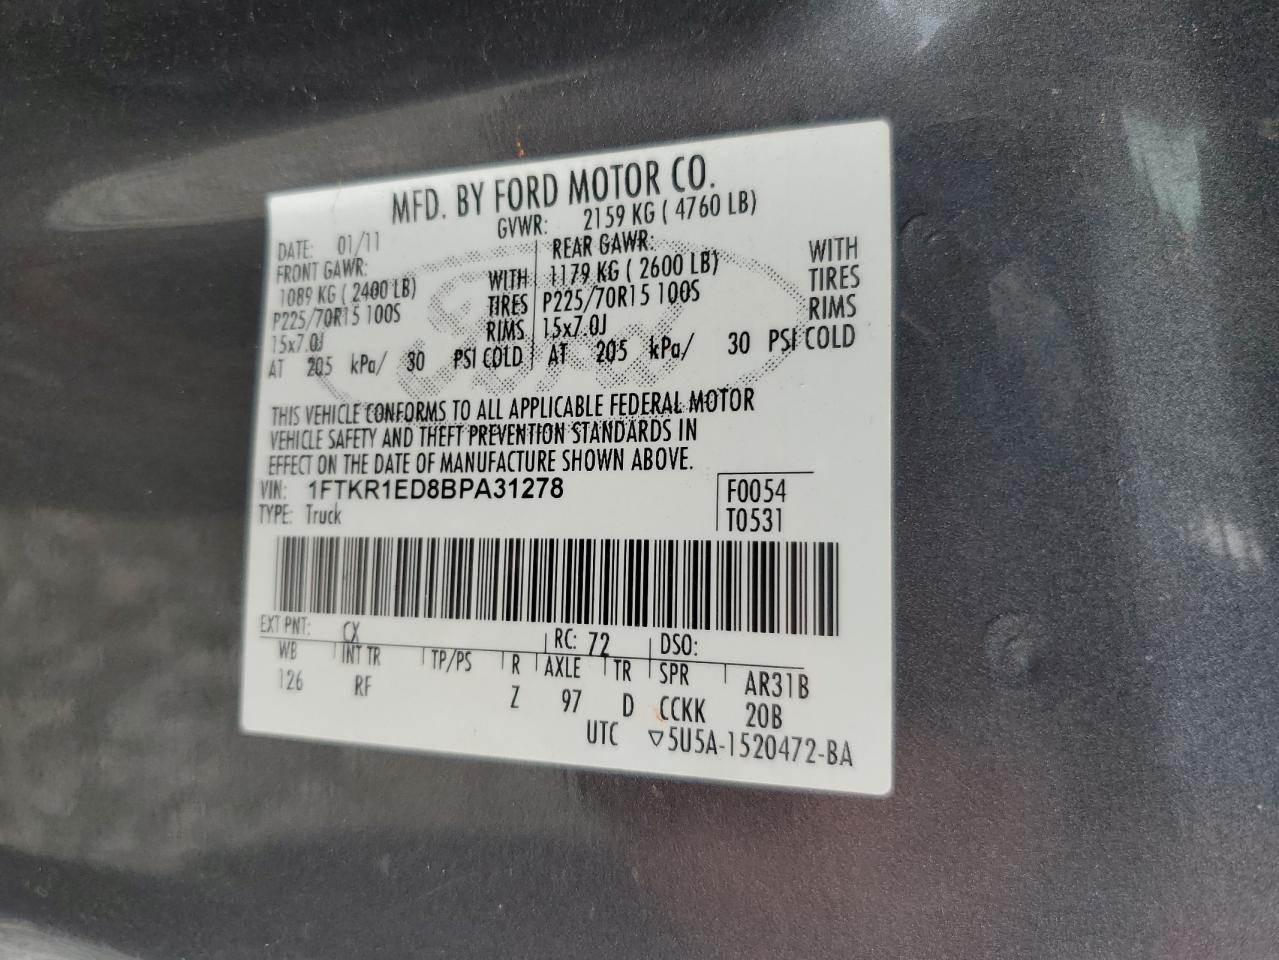 MFD. BY FORD MOTOR CO.
DATE: 01/11 GVWR: 2159 KG ( 4760 LB)
FRONT GAWR: REAR GAWR:
1089 KG ( 2400 LB) WITH 1179 KG ( 2600 LB) WITH
P225/70R15 100S TIRES P225/70R15 100S TIRES
15x7.0J RIMS 15x7.0J RIMS
AT 205 kPa/ 30 PSI COLD AT 205 kPa/ 30 PSI COLD
THIS VEHICLE CONFORMS TO ALL APPLICABLE FEDERAL MOTOR
VEHICLE SAFETY AND THEFT PREVENTION STANDARDS IN
EFFECT ON THE DATE OF MANUFACTURE SHOWN ABOVE.
VIN: 1FTKR1ED8BPA31278 F0054
TYPE: Truck T0531
EXT PNT: CX RC: 72 DSO:
WB INT TR TP/PS R AXLE TR SPR AR31B
126 RF Z 97 D CCKK 20B
UTC ▽5U5A-1520472-BA